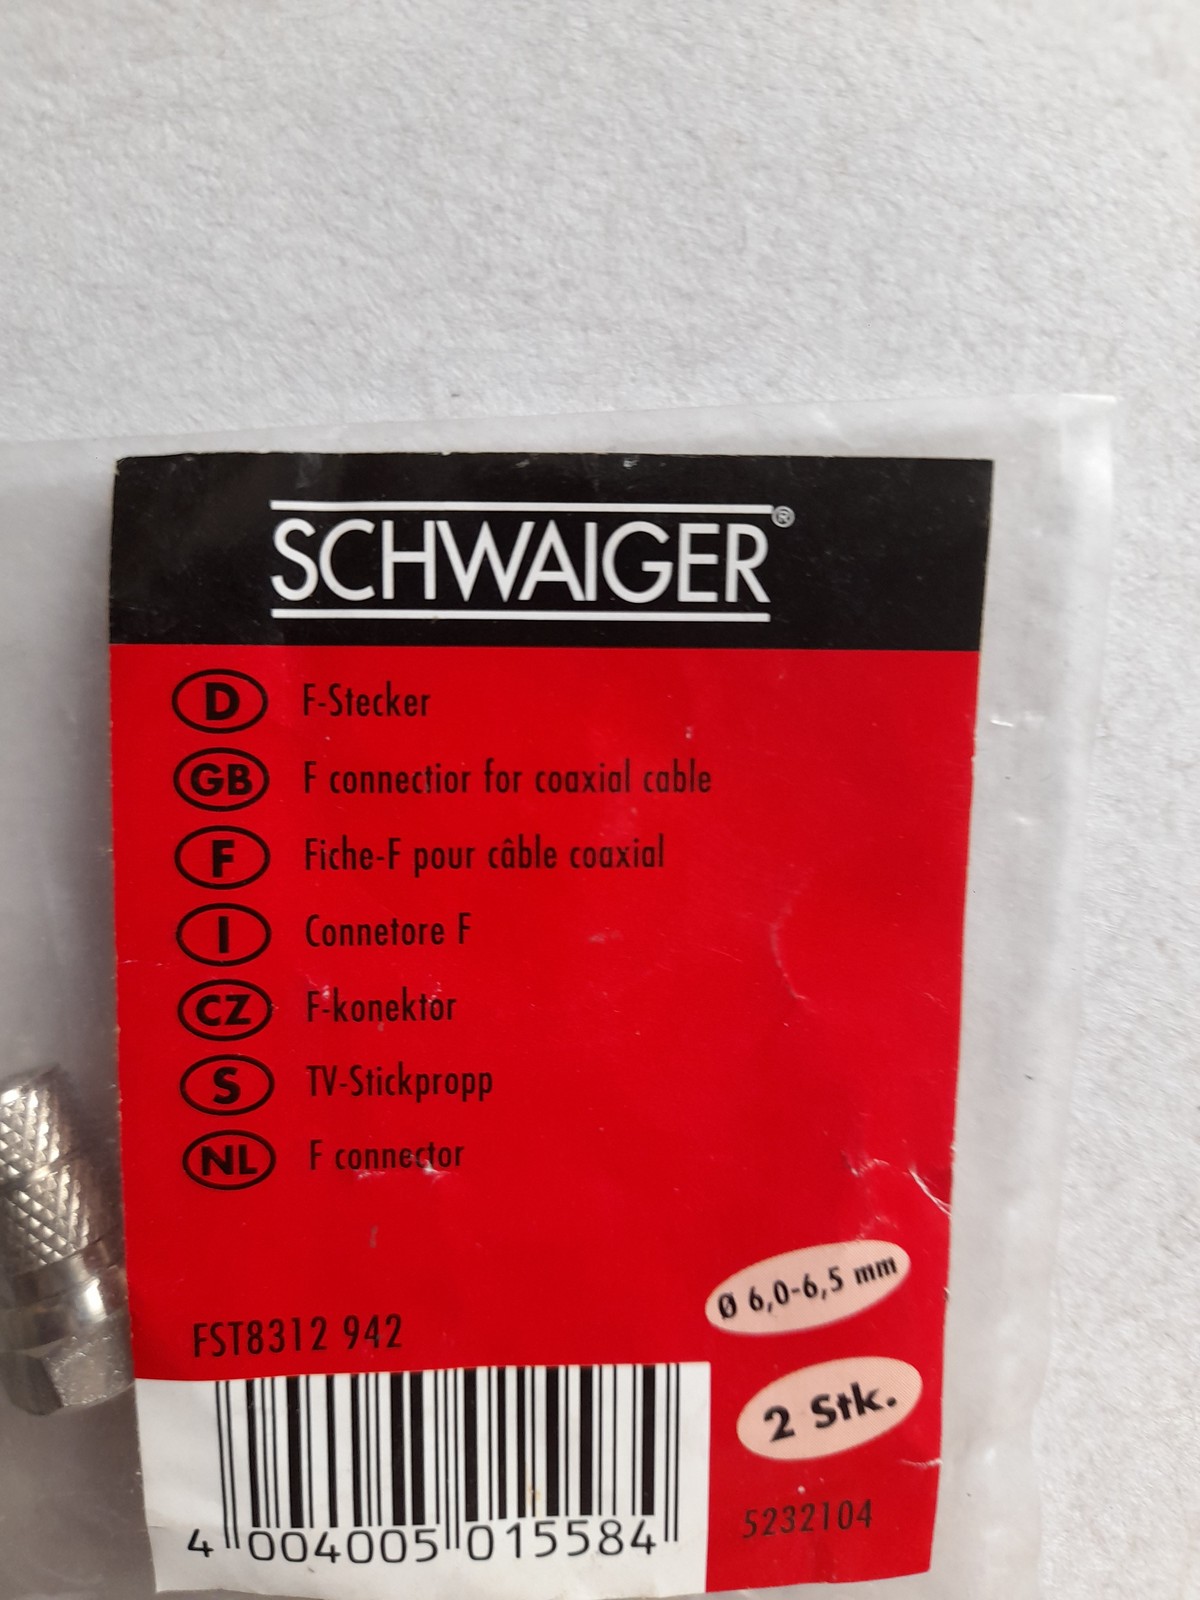 SCHWAIGER®
D F-Stecker
GB F connectior for coaxial cable
F Fiche-F pour câble coaxial
I Connetore F
CZ F-konektor
S TV-Stickpropp
NL F connector
Ø 6,0-6,5 mm
FST8312 942
2 Stk.
5232104
4 004005 015584